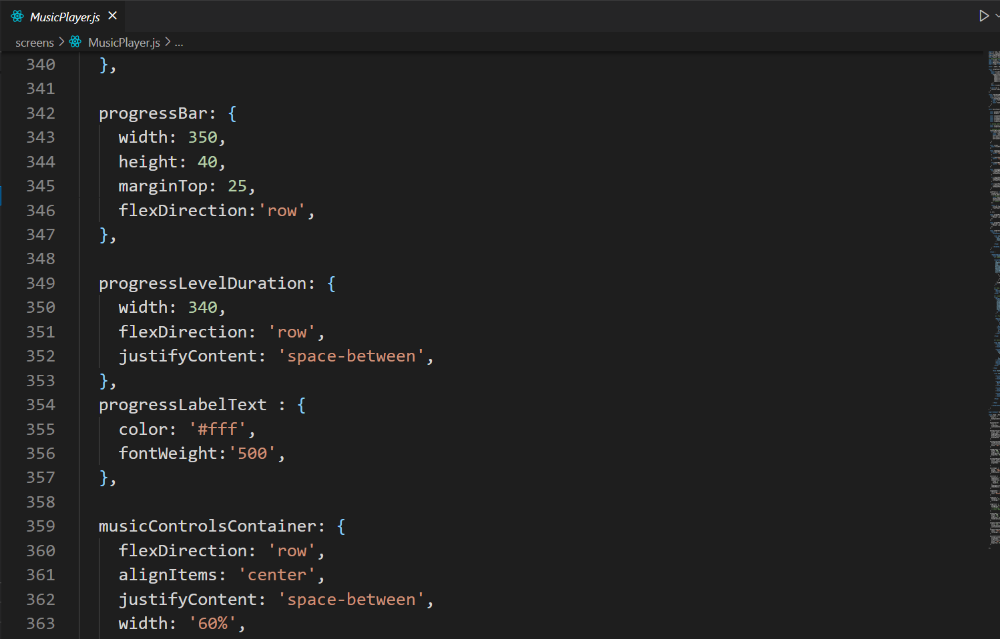 MusicPlayer.js
screens > MusicPlayer.js > ...
340 },
341
342 progressBar: {
343 width: 350,
344 height: 40,
345 marginTop: 25,
346 flexDirection:'row',
347 },
348
349 progressLevelDuration: {
350 width: 340,
351 flexDirection: 'row',
352 justifyContent: 'space-between',
353 },
354 progressLabelText : {
355 color: '#fff',
356 fontWeight:'500',
357 },
358
359 musicControlsContainer: {
360 flexDirection: 'row',
361 alignItems: 'center',
362 justifyContent: 'space-between',
363 width: '60%',